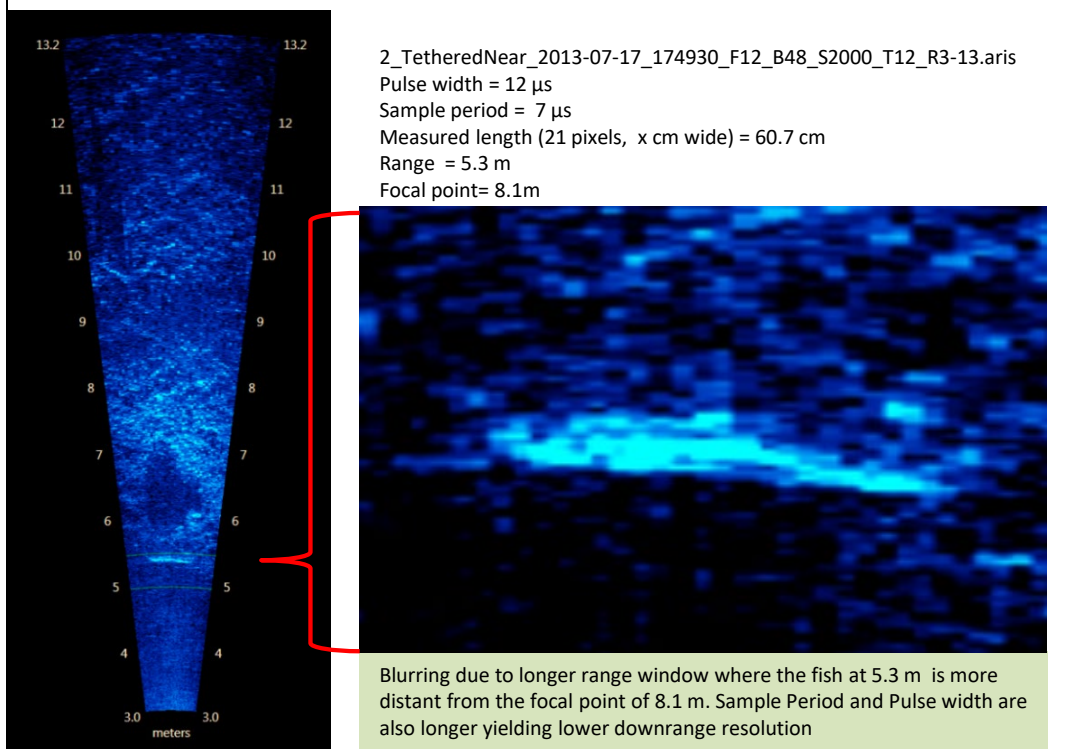 2_TetheredNear_2013-07-17_174930_F12_B48_S2000_T12_R3-13.aris
Pulse width = 12 µs
Sample period =  7 µs
Measured length (21 pixels,  x cm wide) = 60.7 cm
Range  = 5.3 m
Focal point= 8.1m
13.2 13.2
12 12
11 11
10 10
9 9
8 8
7 7
6 6
5 5
4 4
3.0 3.0
meters
Blurring due to longer range window where the fish at 5.3 m  is more
distant from the focal point of 8.1 m. Sample Period and Pulse width are
also longer yielding lower downrange resolution